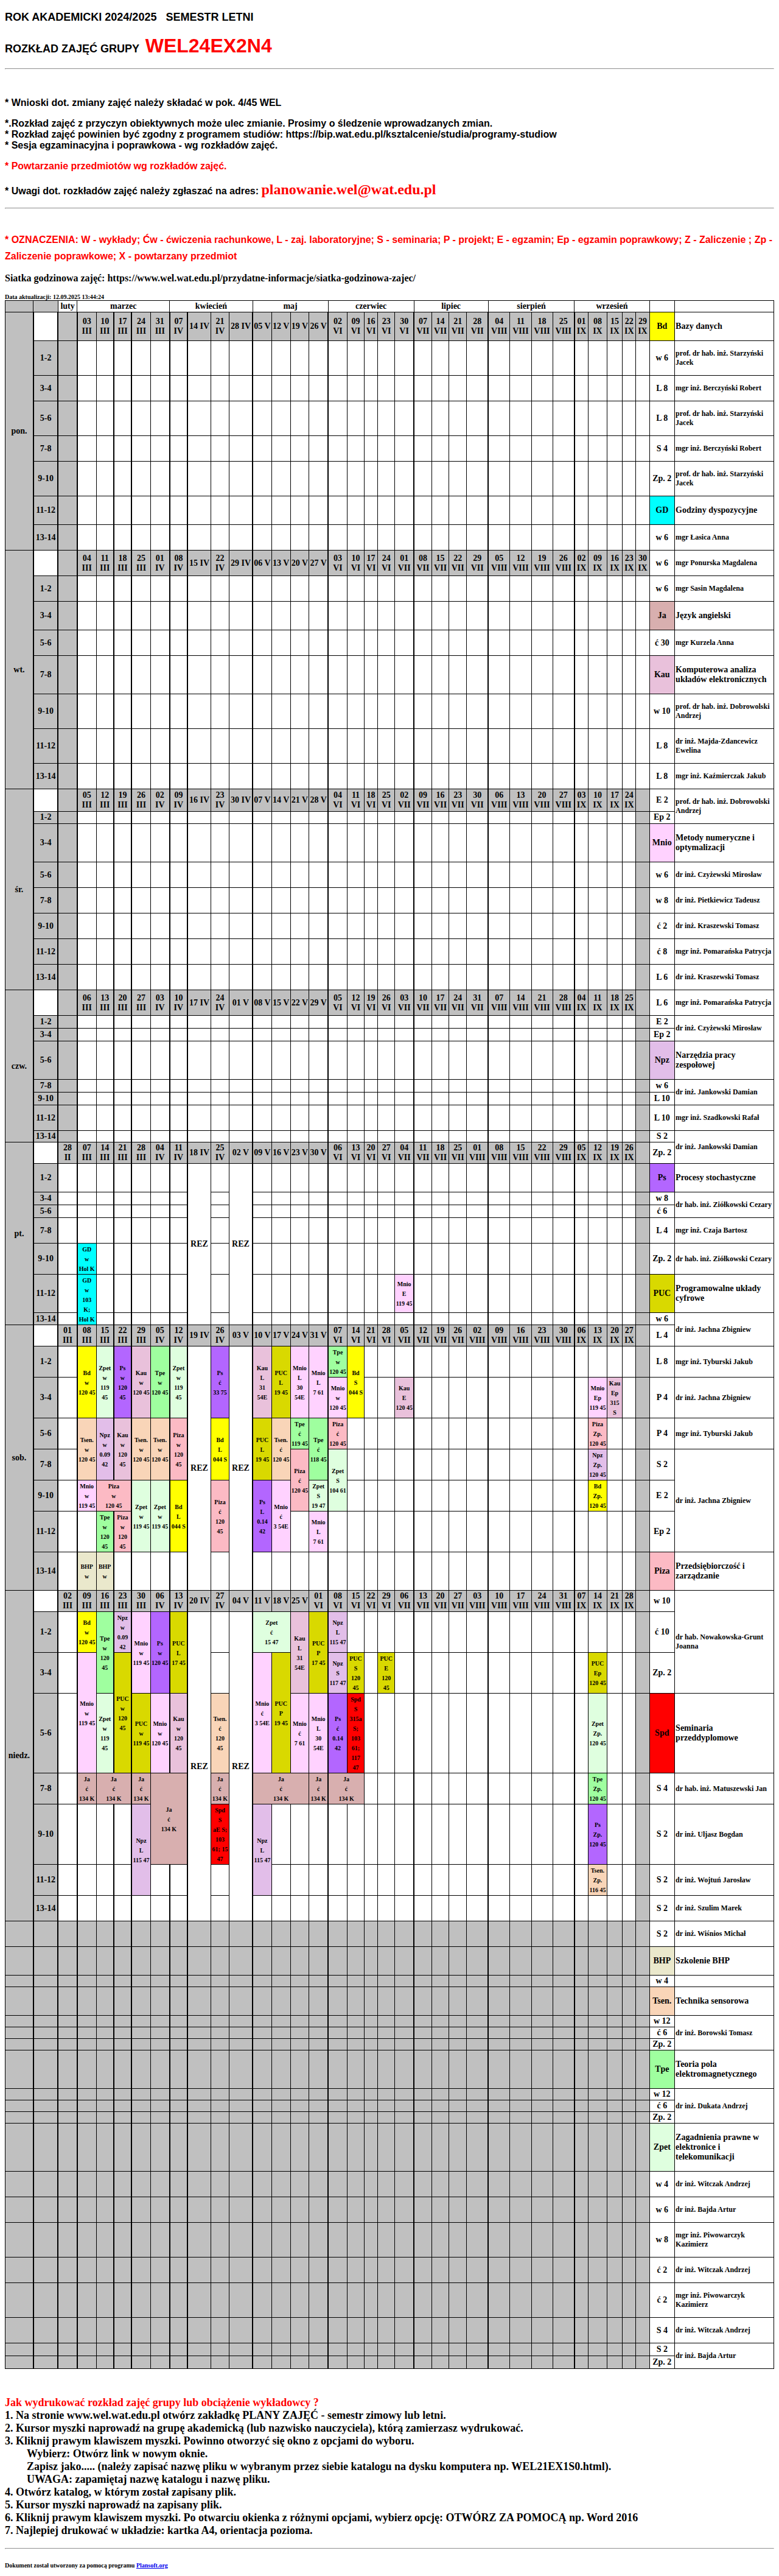 ROK AKADEMICKI 2024/2025 SEMESTR LETNI
ROZKŁAD ZAJĘĆ GRUPY WEL24EX2N4
* Wnioski dot. zmiany zajęć należy składać w pok. 4/45 WEL
*.Rozkład zajęć z przyczyn obiektywnych może ulec zmianie. Prosimy o śledzenie wprowadzanych zmian.
* Rozkład zajęć powinien być zgodny z programem studiów: https://bip.wat.edu.pl/ksztalcenie/studia/programy-studiow
* Sesja egzaminacyjna i poprawkowa - wg rozkładów zajęć.
* Powtarzanie przedmiotów wg rozkładów zajęć.
* Uwagi dot. rozkładów zajęć należy zgłaszać na adres: planowanie.wel@wat.edu.pl
* OZNACZENIA: W - wykłady; Ćw - ćwiczenia rachunkowe, L - zaj. laboratoryjne; S - seminaria; P - projekt; E - egzamin; Ep - egzamin poprawkowy; Z - Zaliczenie ; Zp -
Zaliczenie poprawkowe; X - powtarzany przedmiot
Siatka godzinowa zajęć: https://www.wel.wat.edu.pl/przydatne-informacje/siatka-godzinowa-zajec/
Data aktualizacji: 12.09.2025 13:44:24
luty marzec kwiecień maj czerwiec lipiec sierpień wrzesień
pon. 03 III 10 III 17 III 24 III 31 III 07 IV 14 IV 21 IV 28 IV 05 V 12 V 19 V 26 V 02 VI 09 VI 16 VI 23 VI 30 VI 07 VII 14 VII 21 VII 28 VII 04 VIII 11 VIII 18 VIII 25 VIII 01 IX 08 IX 15 IX 22 IX 29 IX Bd Bazy danych
1-2 w 6 prof. dr hab. inż. Starzyński Jacek
3-4 L 8 mgr inż. Berczyński Robert
5-6 L 8 prof. dr hab. inż. Starzyński Jacek
7-8 S 4 mgr inż. Berczyński Robert
9-10 Zp. 2 prof. dr hab. inż. Starzyński Jacek
11-12 GD Godziny dyspozycyjne
13-14 w 6 mgr Łasica Anna
wt. 04 III 11 III 18 III 25 III 01 IV 08 IV 15 IV 22 IV 29 IV 06 V 13 V 20 V 27 V 03 VI 10 VI 17 VI 24 VI 01 VII 08 VII 15 VII 22 VII 29 VII 05 VIII 12 VIII 19 VIII 26 VIII 02 IX 09 IX 16 IX 23 IX 30 IX w 6 mgr Ponurska Magdalena
1-2 w 6 mgr Sasin Magdalena
3-4 Ja Język angielski
5-6 ć 30 mgr Kurzela Anna
7-8 Kau Komputerowa analiza układów elektronicznych
9-10 w 10 prof. dr hab. inż. Dobrowolski Andrzej
11-12 L 8 dr inż. Majda-Zdancewicz Ewelina
13-14 L 8 mgr inż. Kaźmierczak Jakub
śr. 05 III 12 III 19 III 26 III 02 IV 09 IV 16 IV 23 IV 30 IV 07 V 14 V 21 V 28 V 04 VI 11 VI 18 VI 25 VI 02 VII 09 VII 16 VII 23 VII 30 VII 06 VIII 13 VIII 20 VIII 27 VIII 03 IX 10 IX 17 IX 24 IX E 2 prof. dr hab. inż. Dobrowolski Andrzej
1-2 Ep 2
3-4 Mnio Metody numeryczne i optymalizacji
5-6 w 6 dr inż. Czyżewski Mirosław
7-8 w 8 dr inż. Pietkiewicz Tadeusz
9-10 ć 2 dr inż. Kraszewski Tomasz
11-12 ć 8 mgr inż. Pomarańska Patrycja
13-14 L 6 dr inż. Kraszewski Tomasz
czw. 06 III 13 III 20 III 27 III 03 IV 10 IV 17 IV 24 IV 01 V 08 V 15 V 22 V 29 V 05 VI 12 VI 19 VI 26 VI 03 VII 10 VII 17 VII 24 VII 31 VII 07 VIII 14 VIII 21 VIII 28 VIII 04 IX 11 IX 18 IX 25 IX L 6 mgr inż. Pomarańska Patrycja
1-2 E 2 dr inż. Czyżewski Mirosław
3-4 Ep 2
5-6 Npz Narzędzia pracy zespołowej
7-8 w 6 dr inż. Jankowski Damian
9-10 L 10
11-12 L 10 mgr inż. Szadkowski Rafał
13-14 S 2 dr inż. Jankowski Damian
pt. 28 II 07 III 14 III 21 III 28 III 04 IV 11 IV 18 IV 25 IV 02 V 09 V 16 V 23 V 30 V 06 VI 13 VI 20 VI 27 VI 04 VII 11 VII 18 VII 25 VII 01 VIII 08 VIII 15 VIII 22 VIII 29 VIII 05 IX 12 IX 19 IX 26 IX Zp. 2
1-2 REZ REZ Ps Procesy stochastyczne
3-4 w 8 dr hab. inż. Ziółkowski Cezary
5-6 ć 6
7-8 L 4 mgr inż. Czaja Bartosz
9-10 GD w Hol K Zp. 2 dr hab. inż. Ziółkowski Cezary
11-12 GD w 103 K; Hol K Mnio E 119 45 PUC Programowalne układy cyfrowe
13-14 w 6 dr inż. Jachna Zbigniew
sob. 01 III 08 III 15 III 22 III 29 III 05 IV 12 IV 19 IV 26 IV 03 V 10 V 17 V 24 V 31 V 07 VI 14 VI 21 VI 28 VI 05 VII 12 VII 19 VII 26 VII 02 VIII 09 VIII 16 VIII 23 VIII 30 VIII 06 IX 13 IX 20 IX 27 IX L 4
1-2 Bd w 120 45 Zpet w 119 45 Ps w 120 45 Kau w 120 45 Tpe w 120 45 Zpet w 119 45 REZ Ps ć 33 75 REZ Kau L 31 54E PUC L 19 45 Mnio L 30 54E Mnio L 7 61 Tpe w 120 45 Bd S 044 S L 8 mgr inż. Tyburski Jakub
3-4 Mnio w 120 45 Kau E 120 45 Mnio Ep 119 45 Kau Ep 315 S P 4 dr inż. Jachna Zbigniew
5-6 Tsen. w 120 45 Npz w 0.09 42 Kau w 120 45 Tsen. w 120 45 Tsen. w 120 45 Piza w 120 45 Bd L 044 S PUC L 19 45 Tsen. ć 120 45 Tpe ć 119 45 Tpe ć 118 45 Piza ć 120 45 Piza Zp. 120 45 P 4 mgr inż. Tyburski Jakub
7-8 Piza ć 120 45 Zpet S 104 61 Npz Zp. 120 45 S 2 dr inż. Jachna Zbigniew
9-10 Mnio w 119 45 Piza w 120 45 Zpet w 119 45 Zpet w 119 45 Bd L 044 S Piza ć 120 45 Ps L 0.14 42 Mnio ć 3 54E Zpet S 19 47 Bd Zp. 120 45 E 2
11-12 Tpe w 120 45 Piza w 120 45 Mnio L 7 61 Ep 2
13-14 BHP w BHP w Piza Przedsiębiorczość i zarządzanie
niedz. 02 III 09 III 16 III 23 III 30 III 06 IV 13 IV 20 IV 27 IV 04 V 11 V 18 V 25 V 01 VI 08 VI 15 VI 22 VI 29 VI 06 VII 13 VII 20 VII 27 VII 03 VIII 10 VIII 17 VIII 24 VIII 31 VIII 07 IX 14 IX 21 IX 28 IX w 10 dr hab. Nowakowska-Grunt Joanna
1-2 Bd w 120 45 Tpe w 120 45 Npz w 0.09 42 Mnio w 119 45 Ps w 120 45 PUC L 17 45 REZ REZ Zpet ć 15 47 Kau L 31 54E PUC P 17 45 Npz L 115 47 ć 10
3-4 Mnio w 119 45 PUC w 120 45 Mnio ć 3 54E PUC P 19 45 Npz S 117 47 PUC S 120 45 PUC E 120 45 PUC Ep 120 45 Zp. 2
5-6 Zpet w 119 45 PUC w 119 45 Mnio w 120 45 Kau w 120 45 Tsen. ć 120 45 Mnio ć 7 61 Mnio L 30 54E Ps ć 0.14 42 Spd S Zpet Zp. 120 45 Spd Seminaria przeddyplomowe
7-8 Ja ć 134 K Ja ć 134 K Ja ć 134 K Ja ć 134 K Ja ć 134 K Ja ć 134 K Ja ć 134 K Ja ć 134 K Tpe Zp. 120 45 S 4 dr hab. inż. Matuszewski Jan
9-10 Npz L 115 47 Spd S Npz L 115 47 Ps Zp. 120 45 S 2 dr inż. Uljasz Bogdan
11-12 Tsen. Zp. 116 45 S 2 dr inż. Wojtuń Jarosław
13-14 S 2 dr inż. Szulim Marek
S 2 dr inż. Wiśnios Michał
BHP Szkolenie BHP
w 4
Tsen. Technika sensorowa
w 12 dr inż. Borowski Tomasz
ć 6
Zp. 2
Tpe Teoria pola elektromagnetycznego
w 12 dr inż. Dukata Andrzej
ć 6
Zp. 2
Zpet Zagadnienia prawne w elektronice i telekomunikacji
w 4 dr inż. Witczak Andrzej
w 6 dr inż. Bajda Artur
w 8 mgr inż. Piwowarczyk Kazimierz
ć 2 dr inż. Witczak Andrzej
ć 2 mgr inż. Piwowarczyk Kazimierz
S 4 dr inż. Witczak Andrzej
S 2 dr inż. Bajda Artur
Zp. 2
Jak wydrukować rozkład zajęć grupy lub obciążenie wykładowcy ?
1. Na stronie www.wel.wat.edu.pl otwórz zakładkę PLANY ZAJĘĆ - semestr zimowy lub letni.
2. Kursor myszki naprowadź na grupę akademicką (lub nazwisko nauczyciela), którą zamierzasz wydrukować.
3. Kliknij prawym klawiszem myszki. Powinno otworzyć się okno z opcjami do wyboru.
Wybierz: Otwórz link w nowym oknie.
Zapisz jako..... (należy zapisać nazwę pliku w wybranym przez siebie katalogu na dysku komputera np. WEL21EX1S0.html).
UWAGA: zapamiętaj nazwę katalogu i nazwę pliku.
4. Otwórz katalog, w którym został zapisany plik.
5. Kursor myszki naprowadź na zapisany plik.
6. Kliknij prawym klawiszem myszki. Po otwarciu okienka z różnymi opcjami, wybierz opcję: OTWÓRZ ZA POMOCĄ np. Word 2016
7. Najlepiej drukować w układzie: kartka A4, orientacja pozioma.
Dokument został utworzony za pomocą programu Plansoft.org